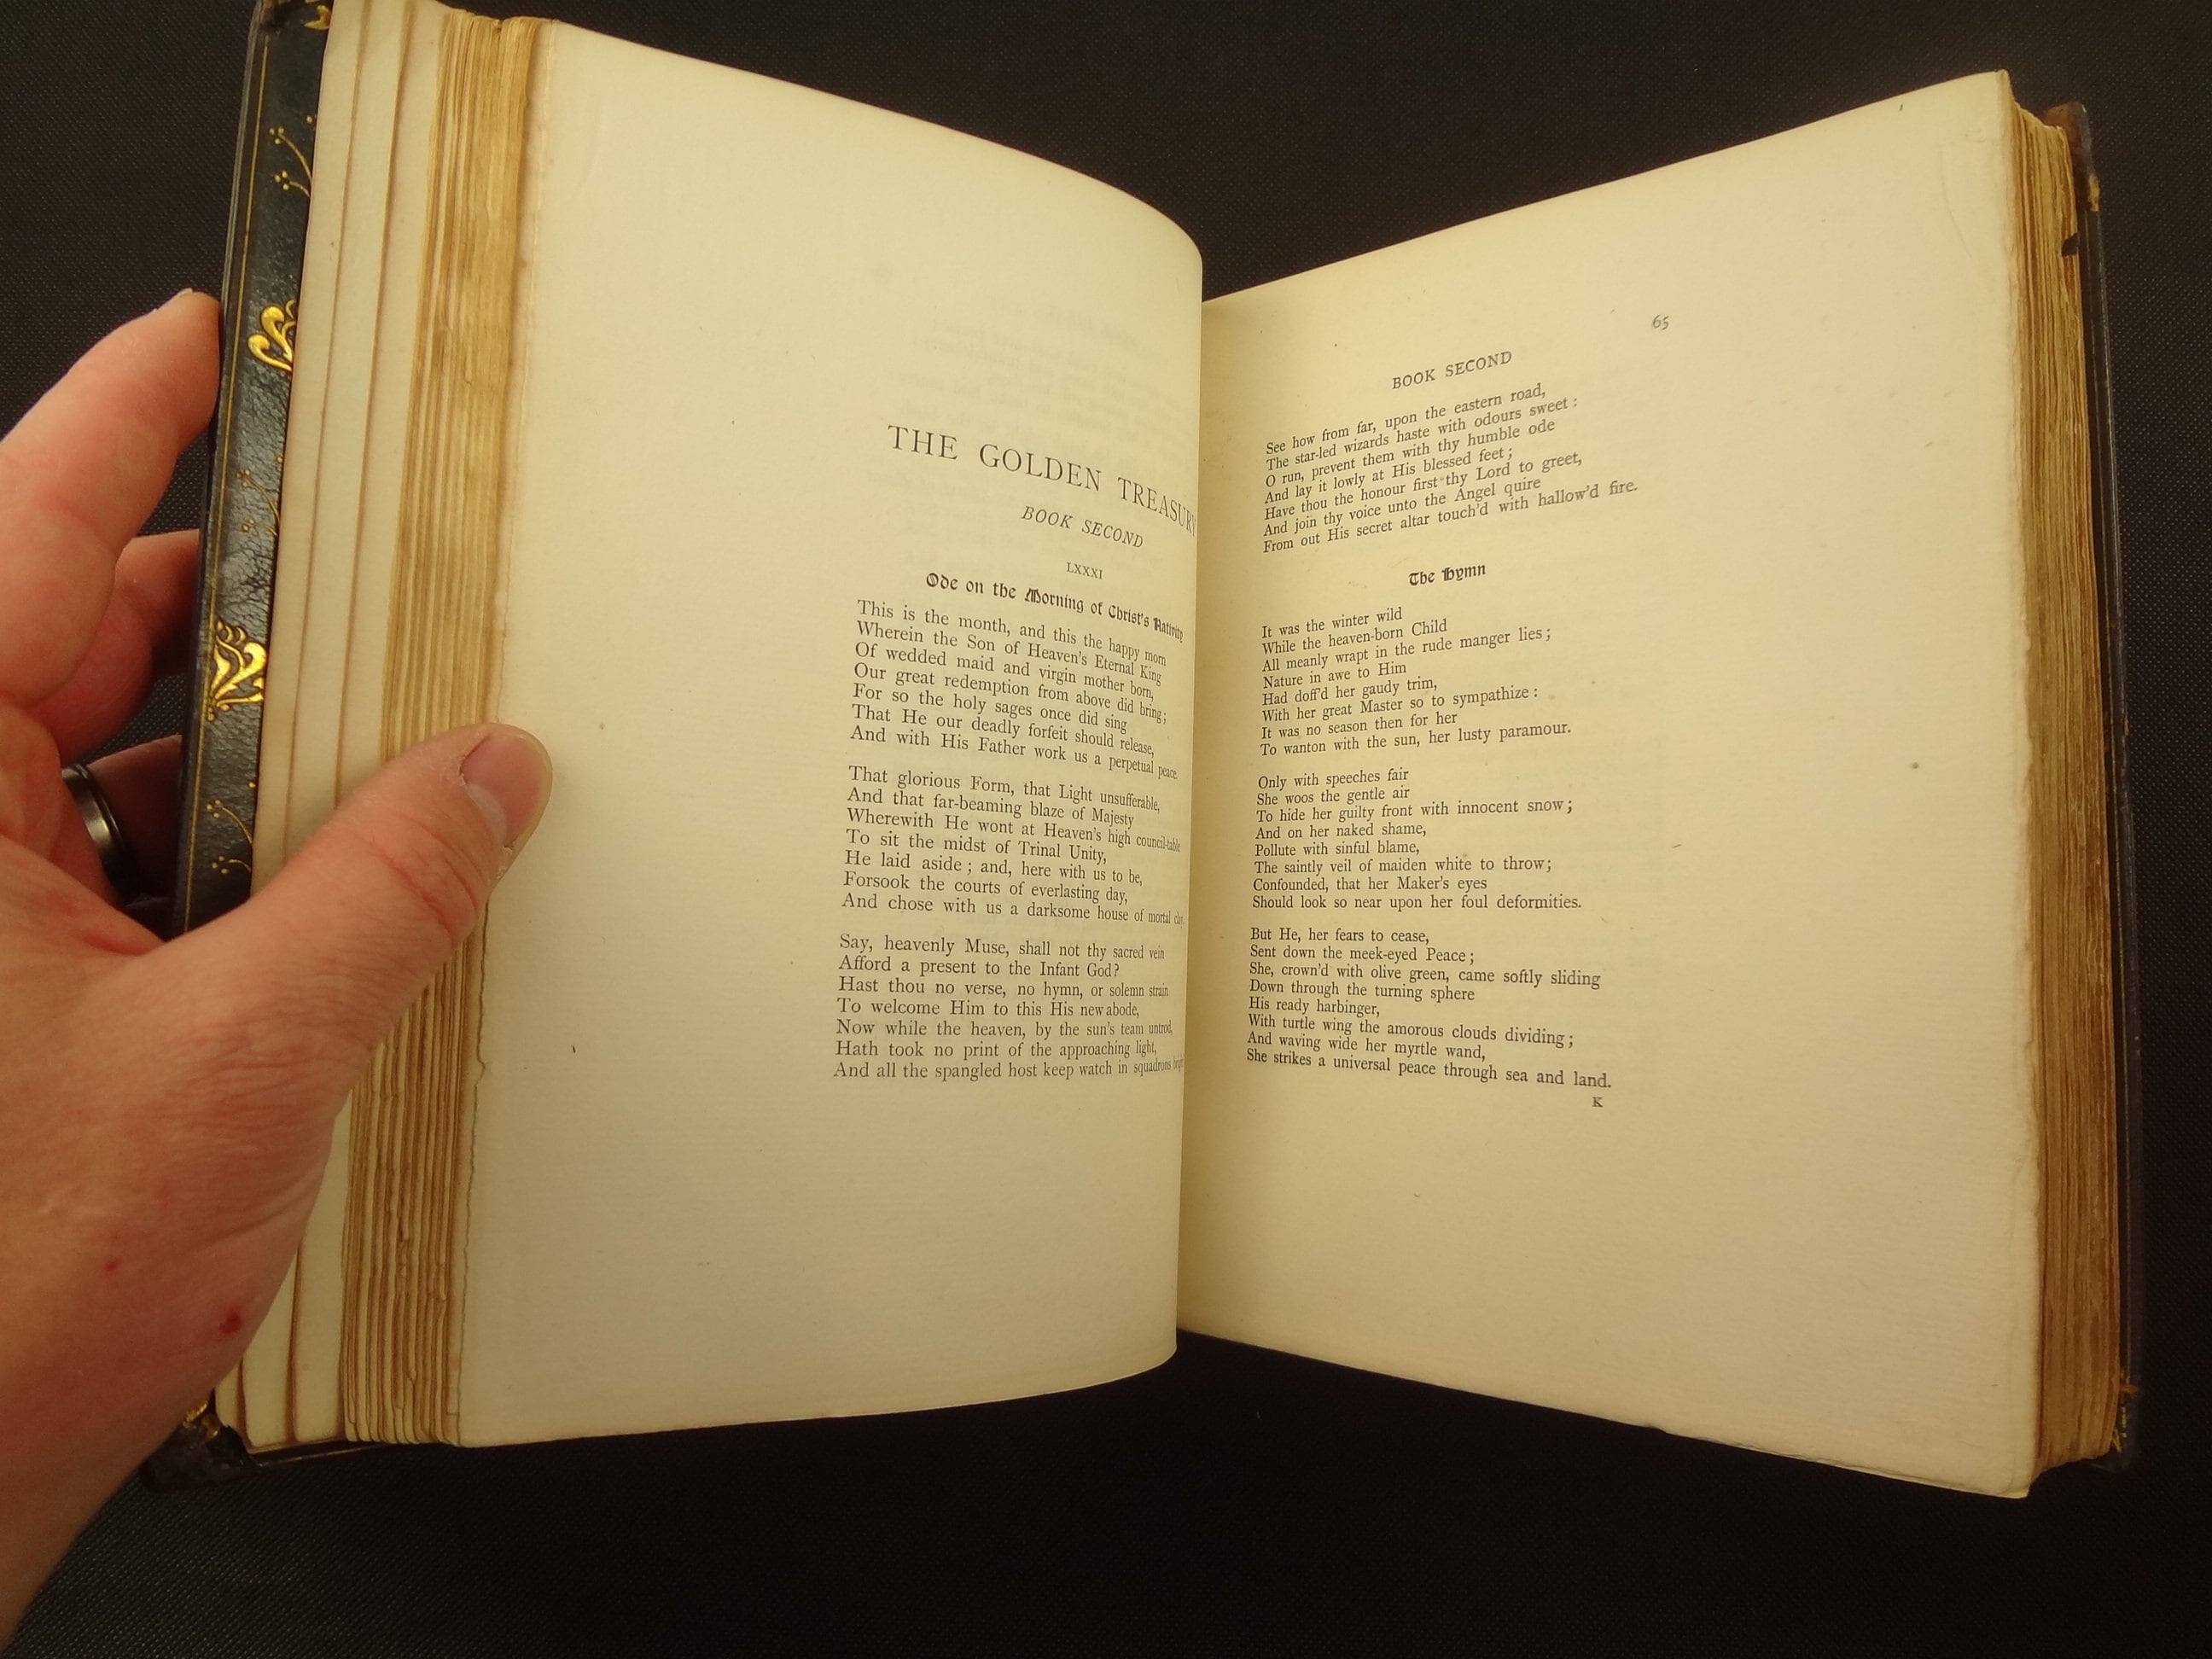 THE GOLDEN TREASURY
BOOK SECOND
LXXXI
Ode on the Morning of Christ's Nativity
This is the month, and this the happy morn
Wherein the Son of Heaven's Eternal King
Of wedded maid and virgin mother born,
Our great redemption from above did bring;
For so the holy sages once did sing
That He our deadly forfeit should release,
And with His Father work us a perpetual peace.
That glorious Form, that Light unsufferable,
And that far-beaming blaze of Majesty
Wherewith He wont at Heaven's high council-table
To sit the midst of Trinal Unity,
He laid aside; and, here with us to be,
Forsook the courts of everlasting day,
And chose with us a darksome house of mortal clay.
Say, heavenly Muse, shall not thy sacred vein
Afford a present to the Infant God?
Hast thou no verse, no hymn, or solemn strain
To welcome Him to this His new abode,
Now while the heaven, by the sun's team untrod,
Hath took no print of the approaching light,
And all the spangled host keep watch in squadrons bright
65
BOOK SECOND
See how from far, upon the eastern road,
The star-led wizards haste with odours sweet:
O run, prevent them with thy humble ode
And lay it lowly at His blessed feet;
Have thou the honour first thy Lord to greet,
And join thy voice unto the Angel quire
From out His secret altar touch'd with hallow'd fire.
The Hymn
It was the winter wild
While the heaven-born Child
All meanly wrapt in the rude manger lies;
Nature in awe to Him
Had doff'd her gaudy trim,
With her great Master so to sympathize:
It was no season then for her
To wanton with the sun, her lusty paramour.
Only with speeches fair
She woos the gentle air
To hide her guilty front with innocent snow;
And on her naked shame,
Pollute with sinful blame,
The saintly veil of maiden white to throw;
Confounded, that her Maker's eyes
Should look so near upon her foul deformities.
But He, her fears to cease,
Sent down the meek-eyed Peace;
She, crown'd with olive green, came softly sliding
Down through the turning sphere
His ready harbinger,
With turtle wing the amorous clouds dividing;
And waving wide her myrtle wand,
She strikes a universal peace through sea and land.
K